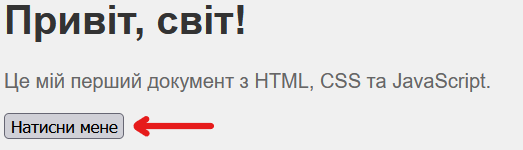 Привіт, світ!
Це мій перший документ з HTML, CSS та JavaScript.
Натисни мене